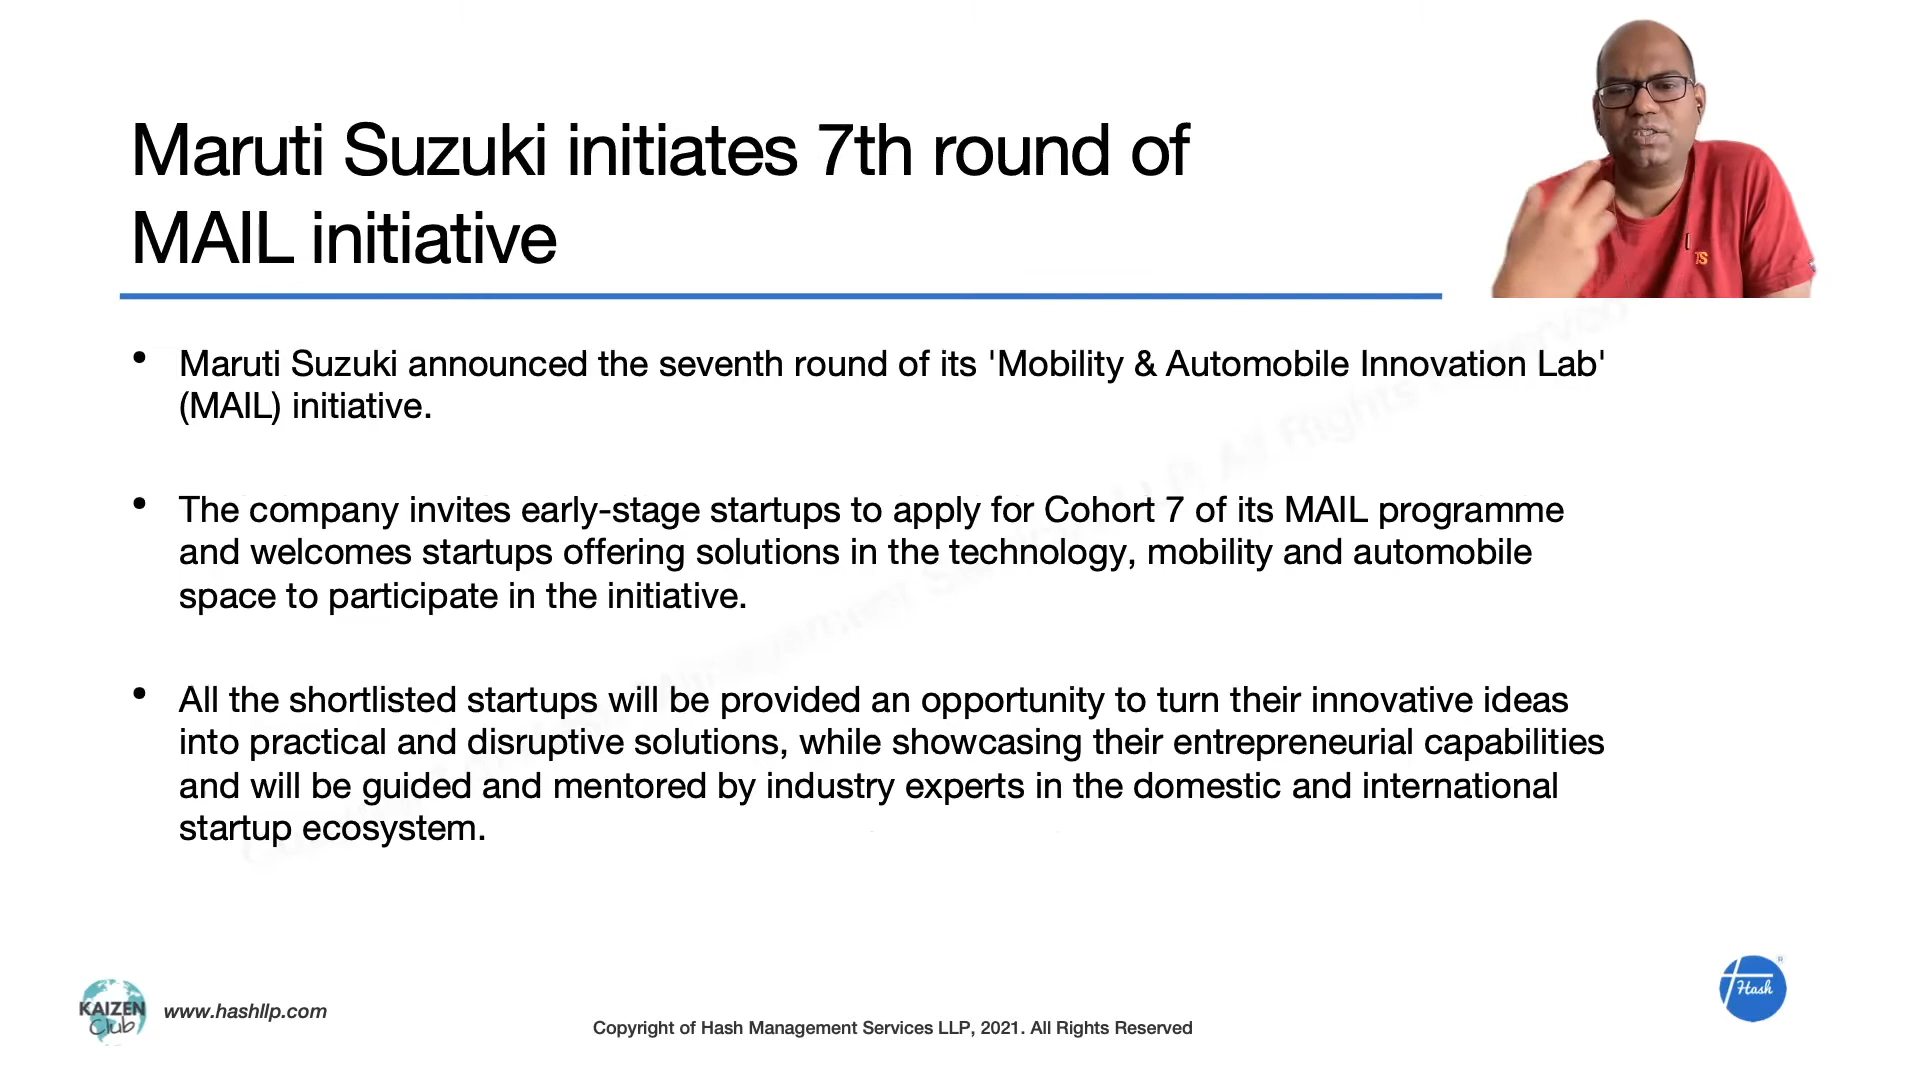 Maruti Suzuki initiates 7th round of
MAIL initiative
• Maruti Suzuki announced the seventh round of its 'Mobility & Automobile Innovation Lab'
(MAIL) initiative.
• The company invites early-stage startups to apply for Cohort 7 of its MAIL programme
and welcomes startups offering solutions in the technology, mobility and automobile
space to participate in the initiative.
• All the shortlisted startups will be provided an opportunity to turn their innovative ideas
into practical and disruptive solutions, while showcasing their entrepreneurial capabilities
and will be guided and mentored by industry experts in the domestic and international
startup ecosystem.
KAIZEN
Club
www.hashllp.com
Copyright of Hash Management Services LLP, 2021. All Rights Reserved
Hash
®
TS